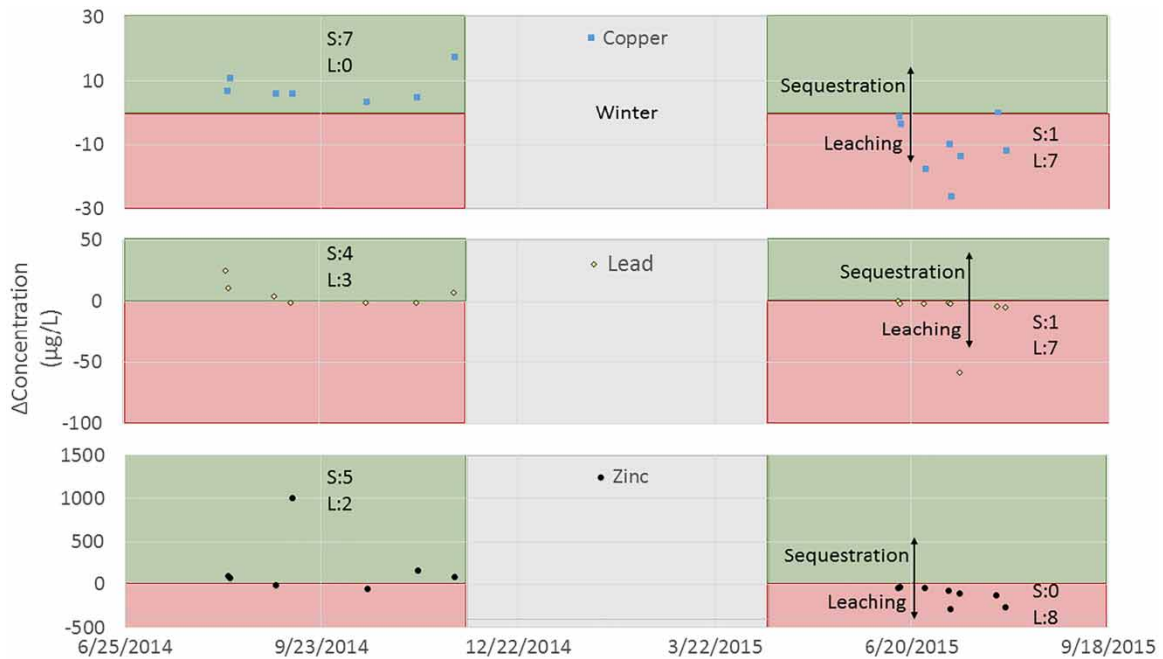 30
10
-10
-30
S:7
L:0
Copper
Winter
Sequestration
Leaching
S:1
L:7
ΔConcentration
(µg/L)
50
0
-50
-100
S:4
L:3
Lead
Sequestration
Leaching
S:1
L:7
1500
1000
500
0
-500
S:5
L:2
Zinc
Sequestration
Leaching
S:0
L:8
6/25/2014 9/23/2014 12/22/2014 3/22/2015 6/20/2015 9/18/2015